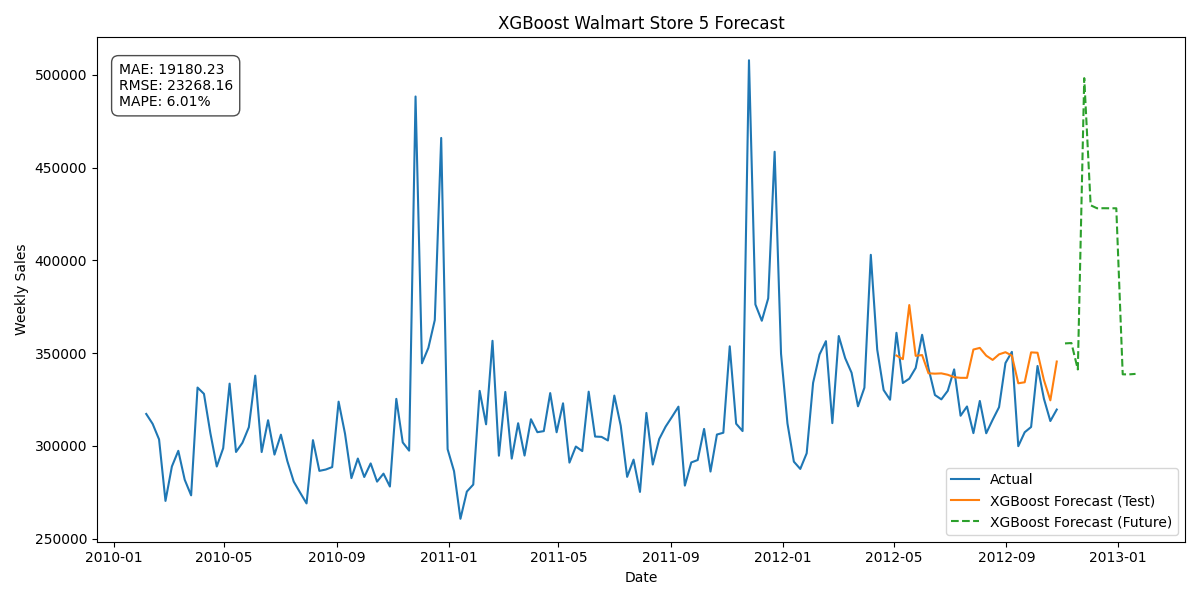 XGBoost Walmart Store 5 Forecast
MAE: 19180.23
RMSE: 23268.16
MAPE: 6.01%
500000
450000
400000
350000
300000
250000
Weekly Sales
Actual
XGBoost Forecast (Test)
XGBoost Forecast (Future)
2010-01 2010-05 2010-09 2011-01 2011-05 2011-09 2012-01 2012-05 2012-09 2013-01
Date